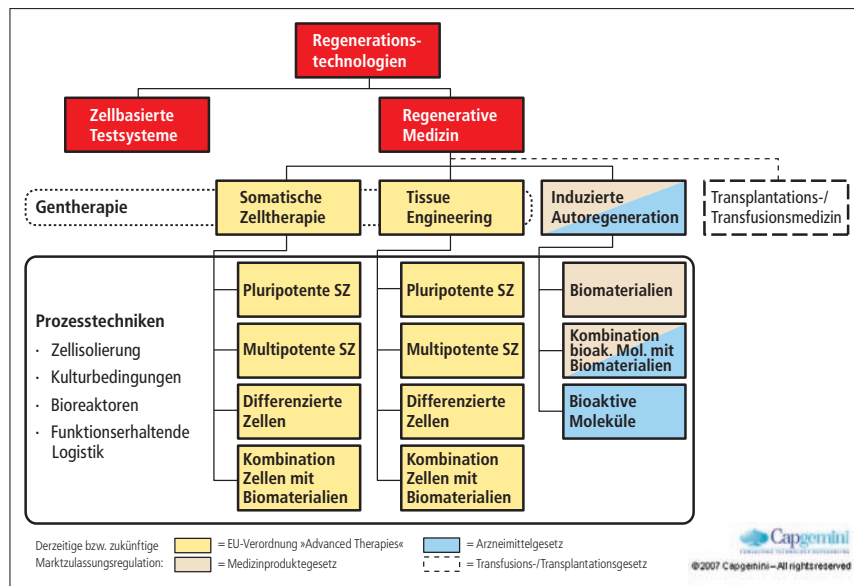 Regenerations-
technologien
Zellbasierte
Testsysteme
Regenerative
Medizin
Gentherapie
Somatische
Zelltherapie
Tissue
Engineering
Induzierte
Autoregeneration
Transplantations-/
Transfusionsmedizin
Prozesstechniken
· Zellisolierung
· Kulturbedingungen
· Bioreaktoren
· Funktionserhaltende
Logistik
Pluripotente SZ
Multipotente SZ
Differenzierte
Zellen
Kombination
Zellen mit
Biomaterialien
Pluripotente SZ
Multipotente SZ
Differenzierte
Zellen
Kombination
Zellen mit
Biomaterialien
Biomaterialien
Kombination
bioak. Mol. mit
Biomaterialien
Bioaktive
Moleküle
Derzeitige bzw. zukünftige
Marktzulassungsregulation:
= EU-Verordnung »Advanced Therapies«
= Medizinproduktegesetz
= Arzneimittelgesetz
= Transfusions-/Transplantationsgesetz
Capgemini
CONSULTING.TECHNOLOGY.OUTSOURCING
©2007 Capgemini – All rights reserved